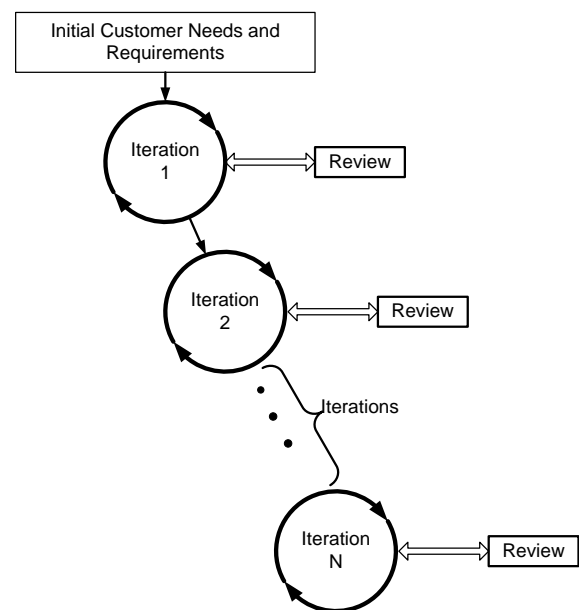 Initial Customer Needs and
Requirements
Iteration
1
Review
Iteration
2
Review
Iterations
Iteration
N
Review